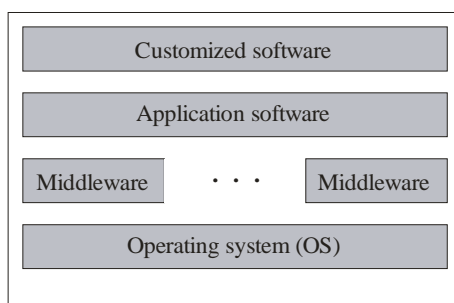 Customized software
Application software
Middleware . . . Middleware
Operating system (OS)